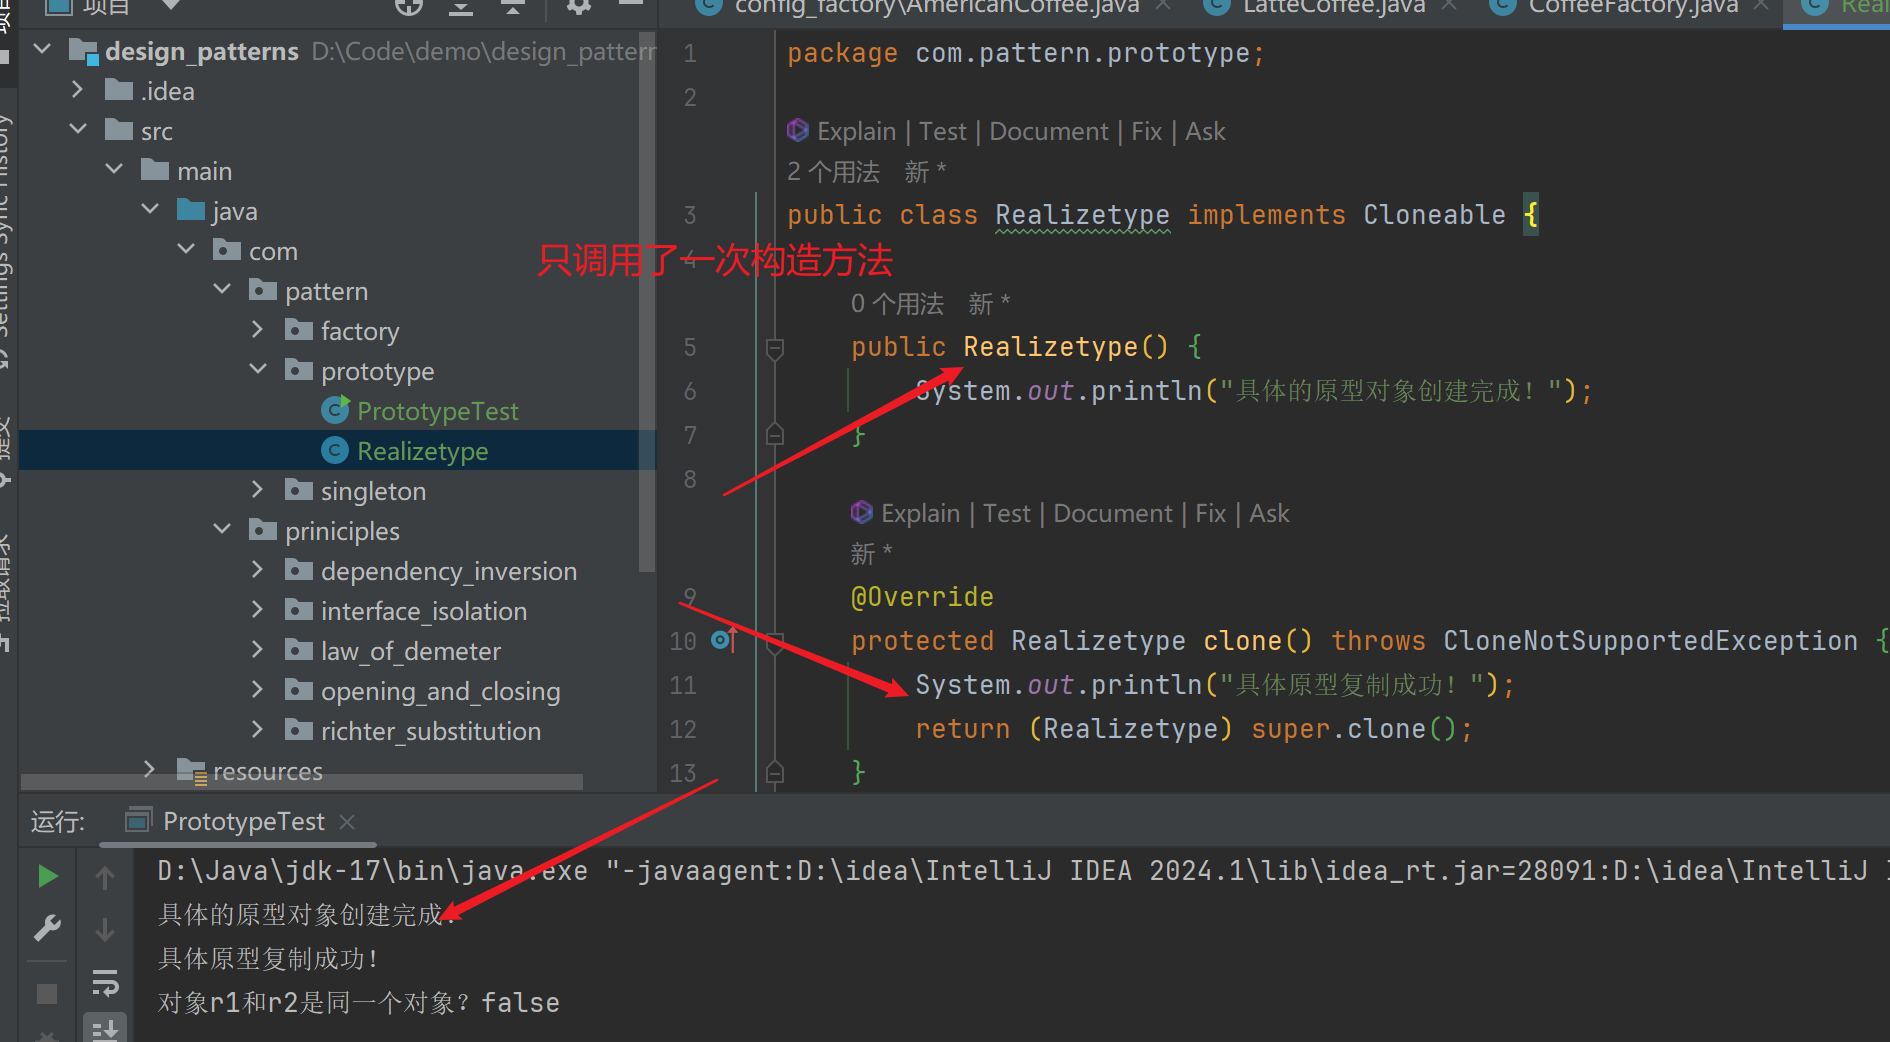 项目
config_factory\AmericanCoffee.java
LatteCoffee.java
CoffeeFactory.java
Real
design_patterns D:\Code\demo\design_pattern
.idea
src
main
java
com
pattern
factory
prototype
PrototypeTest
Realizetype
singleton
priniciples
dependency_inversion
interface_isolation
law_of_demeter
opening_and_closing
richter_substitution
resources
Settings Sync History
提交
拉取请求
1 package com.pattern.prototype;
2
Explain | Test | Document | Fix | Ask
2 个用法 新 *
3 public class Realizetype implements Cloneable {
4
只调用了一次构造方法
0 个用法 新 *
5 public Realizetype() {
6 System.out.println("具体的原型对象创建完成！");
7 }
8
Explain | Test | Document | Fix | Ask
新 *
9 @Override
10 protected Realizetype clone() throws CloneNotSupportedException {
11 System.out.println("具体原型复制成功！");
12 return (Realizetype) super.clone();
13 }
运行: PrototypeTest
D:\Java\jdk-17\bin\java.exe "-javaagent:D:\idea\IntelliJ IDEA 2024.1\lib\idea_rt.jar=28091:D:\idea\IntelliJ I
具体的原型对象创建完成！
具体原型复制成功！
对象r1和r2是同一个对象？false